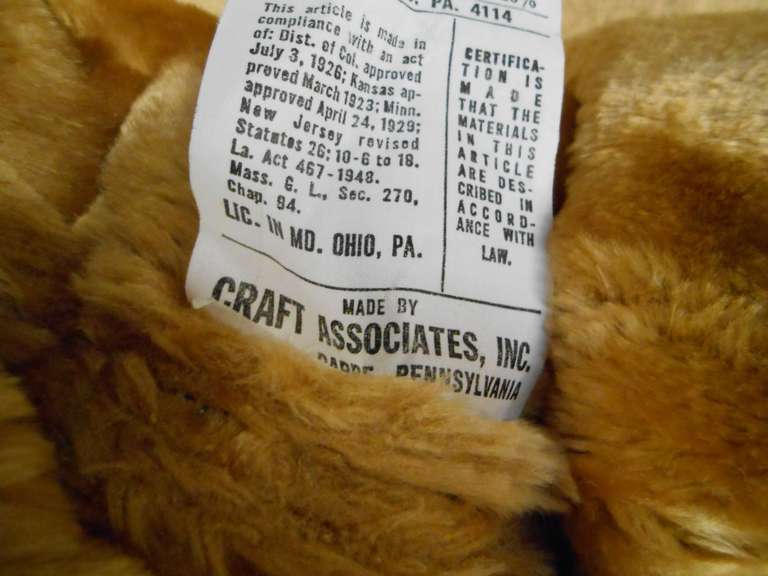 PA. 4114
This article is made in
compliance with an act
of: Dist. of Col. approved
July 3, 1926; Kansas ap-
proved March 1923; Minn.
approved April 24, 1929;
New Jersey revised
Statutes 26: 10-6 to 18.
La. Act 467-1948.
Mass. G. L., Sec. 270,
Chap. 94.
LIC. IN MD. OHIO, PA.
CERTIFICA-
TION IS
MADE
THAT THE
MATERIALS
IN THIS
ARTICLE
ARE DES-
CRIBED IN
ACCORD-
ANCE WITH
LAW.
MADE BY
CRAFT ASSOCIATES, INC.
PENNSYLVANIA